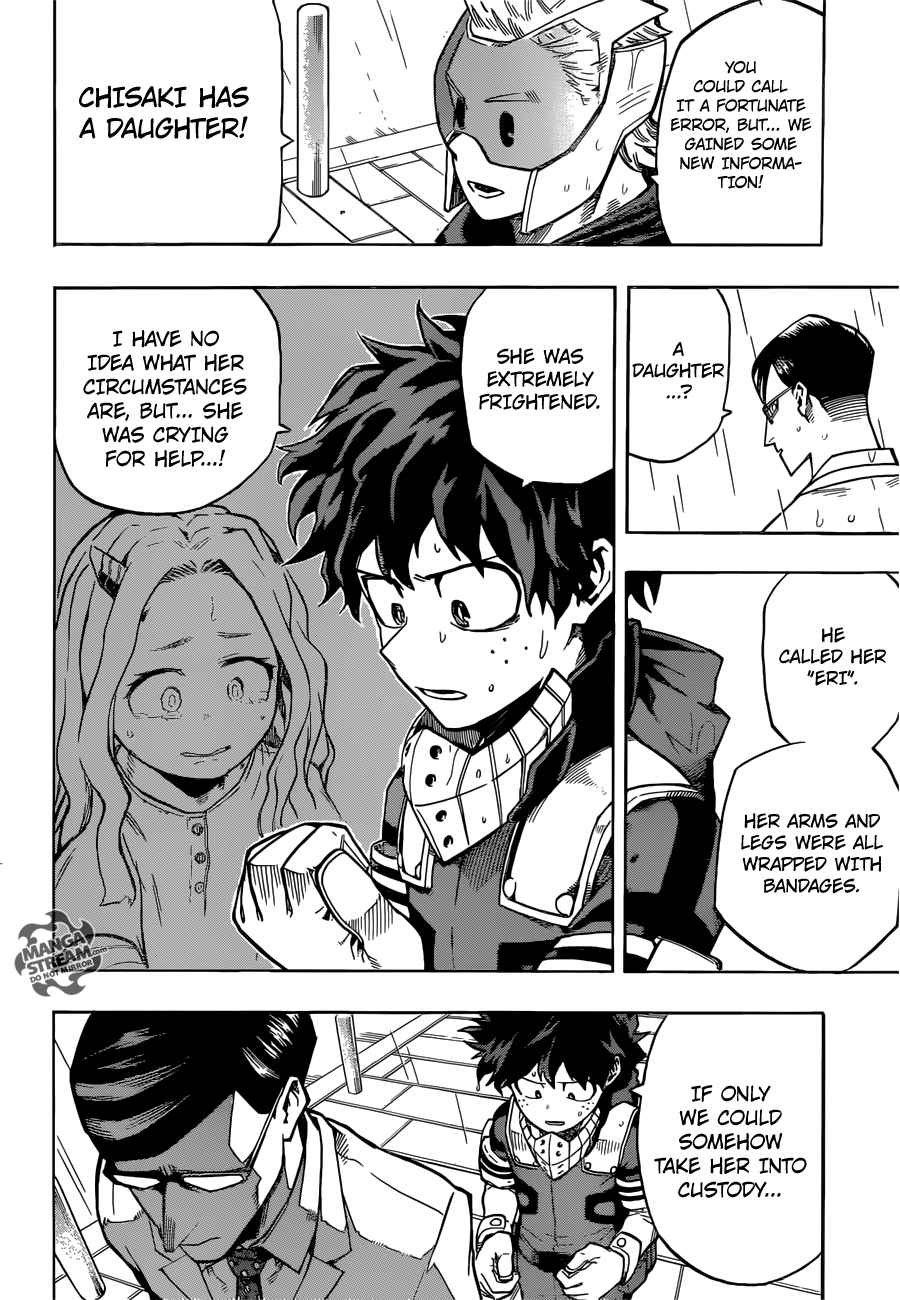 YOU
COULD CALL
IT A FORTUNATE
ERROR, BUT... WE
GAINED SOME
NEW INFORMA-
TION!
CHISAKI HAS
A DAUGHTER!
A
DAUGHTER
...?
SHE WAS
EXTREMELY
FRIGHTENED.
I HAVE NO
IDEA WHAT HER
CIRCUMSTANCES
ARE, BUT... SHE
WAS CRYING
FOR HELP...!
HE
CALLED HER
"ERI".
HER ARMS AND
LEGS WERE ALL
WRAPPED WITH
BANDAGES.
MANGA
STREAM.com
DO NOT MIRROR
IF ONLY
WE COULD
SOMEHOW
TAKE HER INTO
CUSTODY...